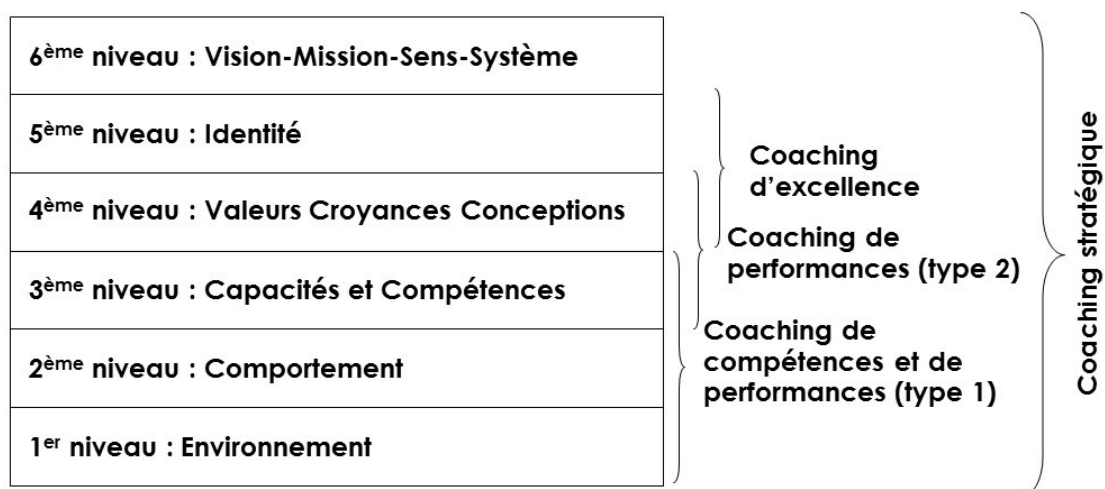 6ème niveau : Vision-Mission-Sens-Système
5ème niveau : Identité
4ème niveau : Valeurs Croyances Conceptions
3ème niveau : Capacités et Compétences
2ème niveau : Comportement
1er niveau : Environnement
Coaching
d’excellence
Coaching de
performances (type 2)
Coaching de
compétences et de
performances (type 1)
Coaching stratégique